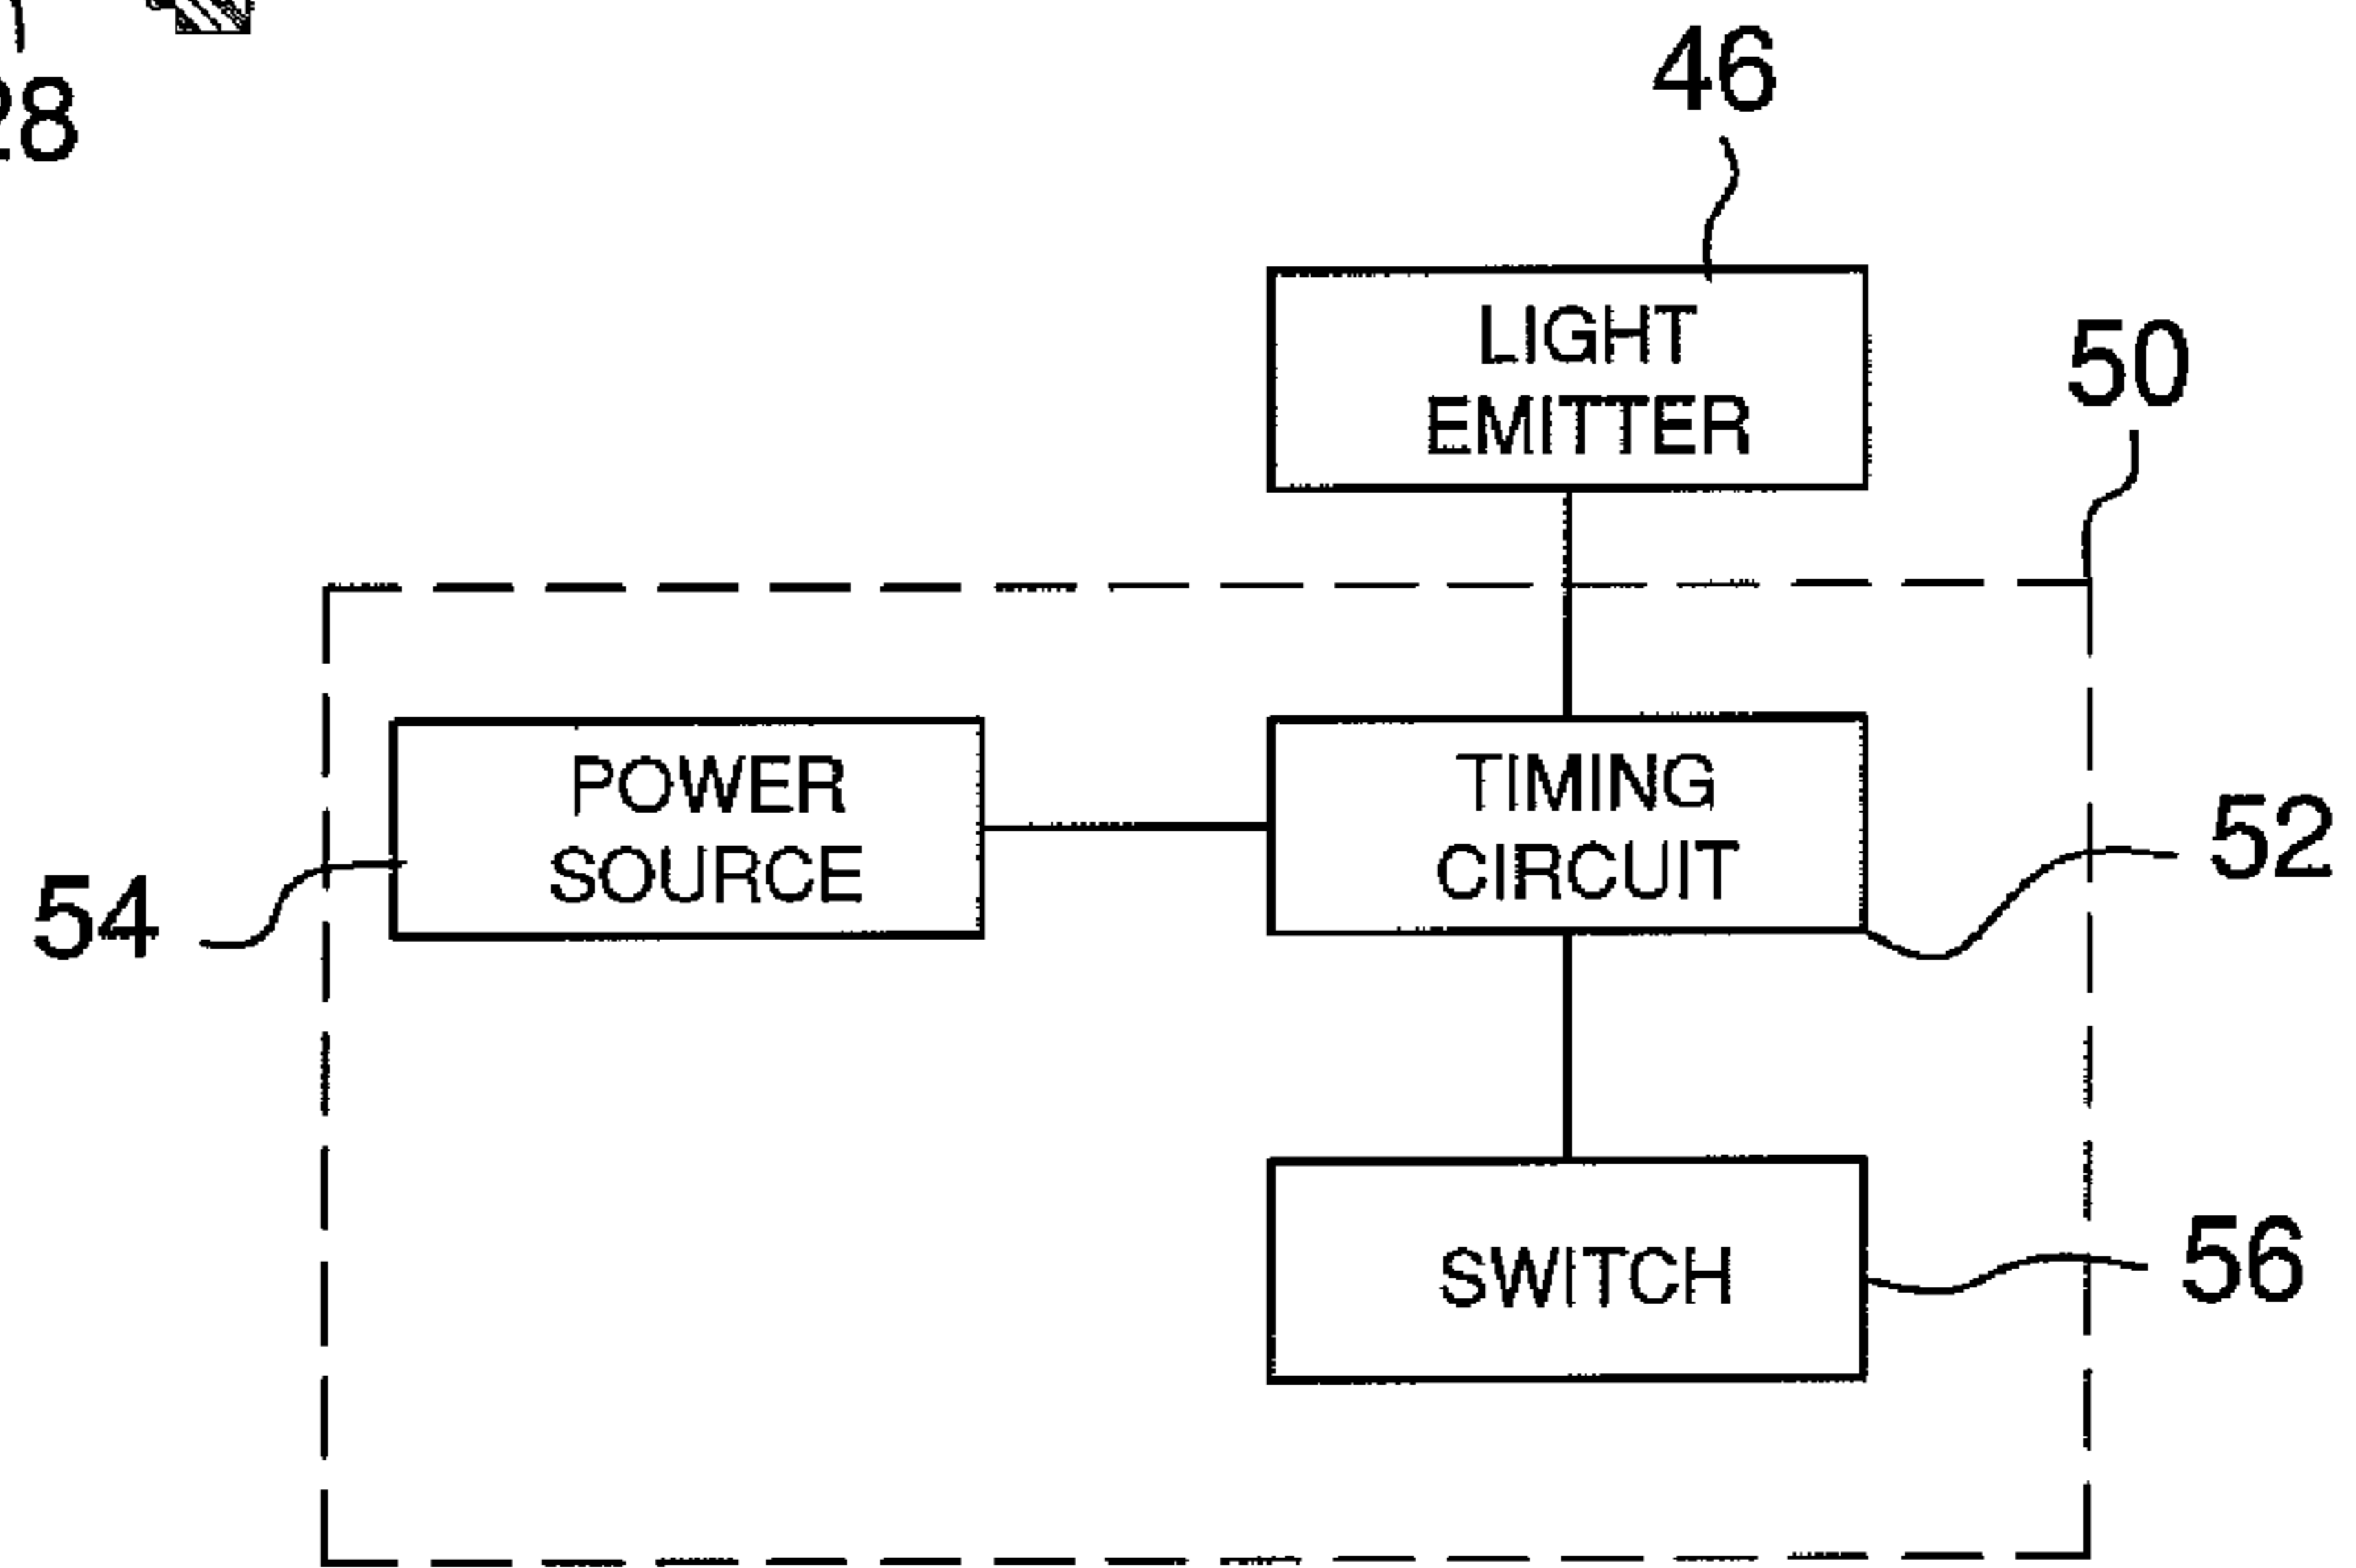 28
46
LIGHT
EMITTER
50
POWER
SOURCE
TIMING
CIRCUIT
52
54
SWITCH
56